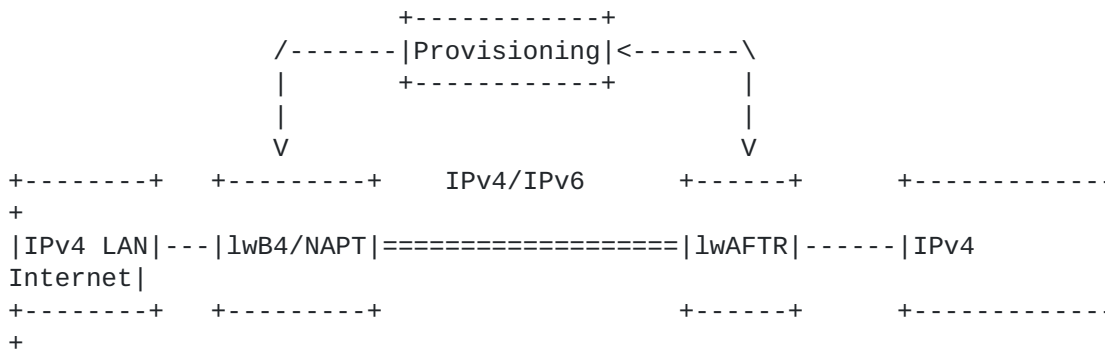 +------------+
                 /-------|Provisioning|<-------\
                 |       +------------+        |
                 |                             |
                 V                             V
+--------+   +---------+    IPv4/IPv6      +------+      +-------------
+
|IPv4 LAN|---|lwB4/NAPT|===================|lwAFTR|------|IPv4
Internet|
+--------+   +---------+                   +------+      +-------------
+